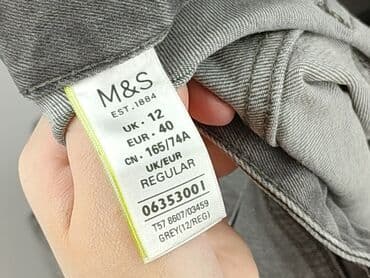 M&S
EST. 1884
UK · 12
EUR · 40
CN · 165/74A
UK/EUR
REGULAR
06353001
T57 8607/03459
GREY(12/REG)